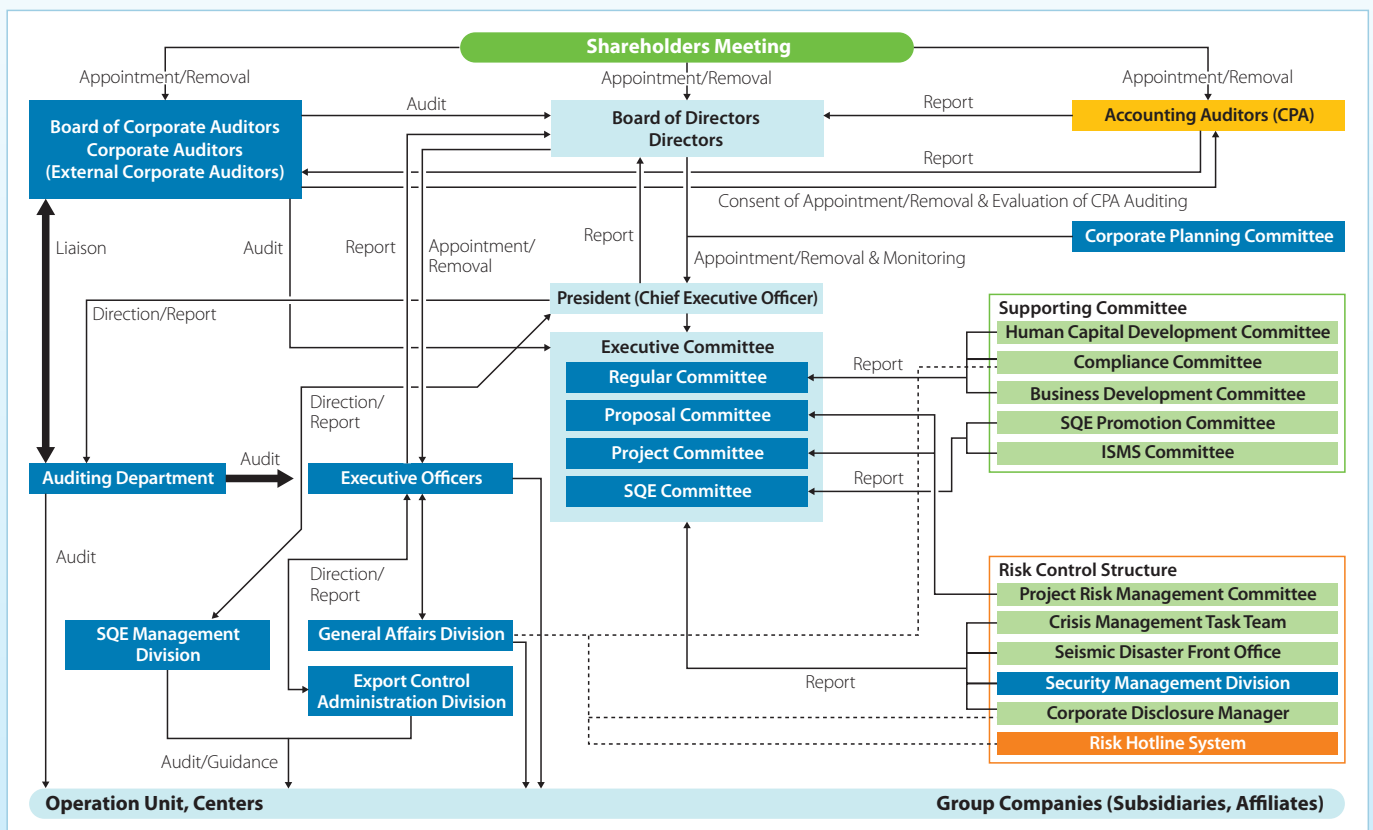 Shareholders Meeting
Appointment/Removal
Appointment/Removal
Appointment/Removal
Board of Corporate Auditors
Corporate Auditors
(External Corporate Auditors)
Audit
Board of Directors
Directors
Report
Accounting Auditors (CPA)
Report
Consent of Appointment/Removal & Evaluation of CPA Auditing
Liaison
Audit
Report
Appointment/
Removal
Report
Corporate Planning Committee
Appointment/Removal & Monitoring
President (Chief Executive Officer)
Direction/Report
Executive Committee
Regular Committee
Proposal Committee
Project Committee
SQE Committee
Report
Report
Supporting Committee
Human Capital Development Committee
Compliance Committee
Business Development Committee
SQE Promotion Committee
ISMS Committee
Direction/
Report
Auditing Department
Audit
Executive Officers
Audit
Direction/
Report
SQE Management
Division
General Affairs Division
Export Control
Administration Division
Report
Risk Control Structure
Project Risk Management Committee
Crisis Management Task Team
Seismic Disaster Front Office
Security Management Division
Corporate Disclosure Manager
Risk Hotline System
Audit/Guidance
Operation Unit, Centers
Group Companies (Subsidiaries, Affiliates)